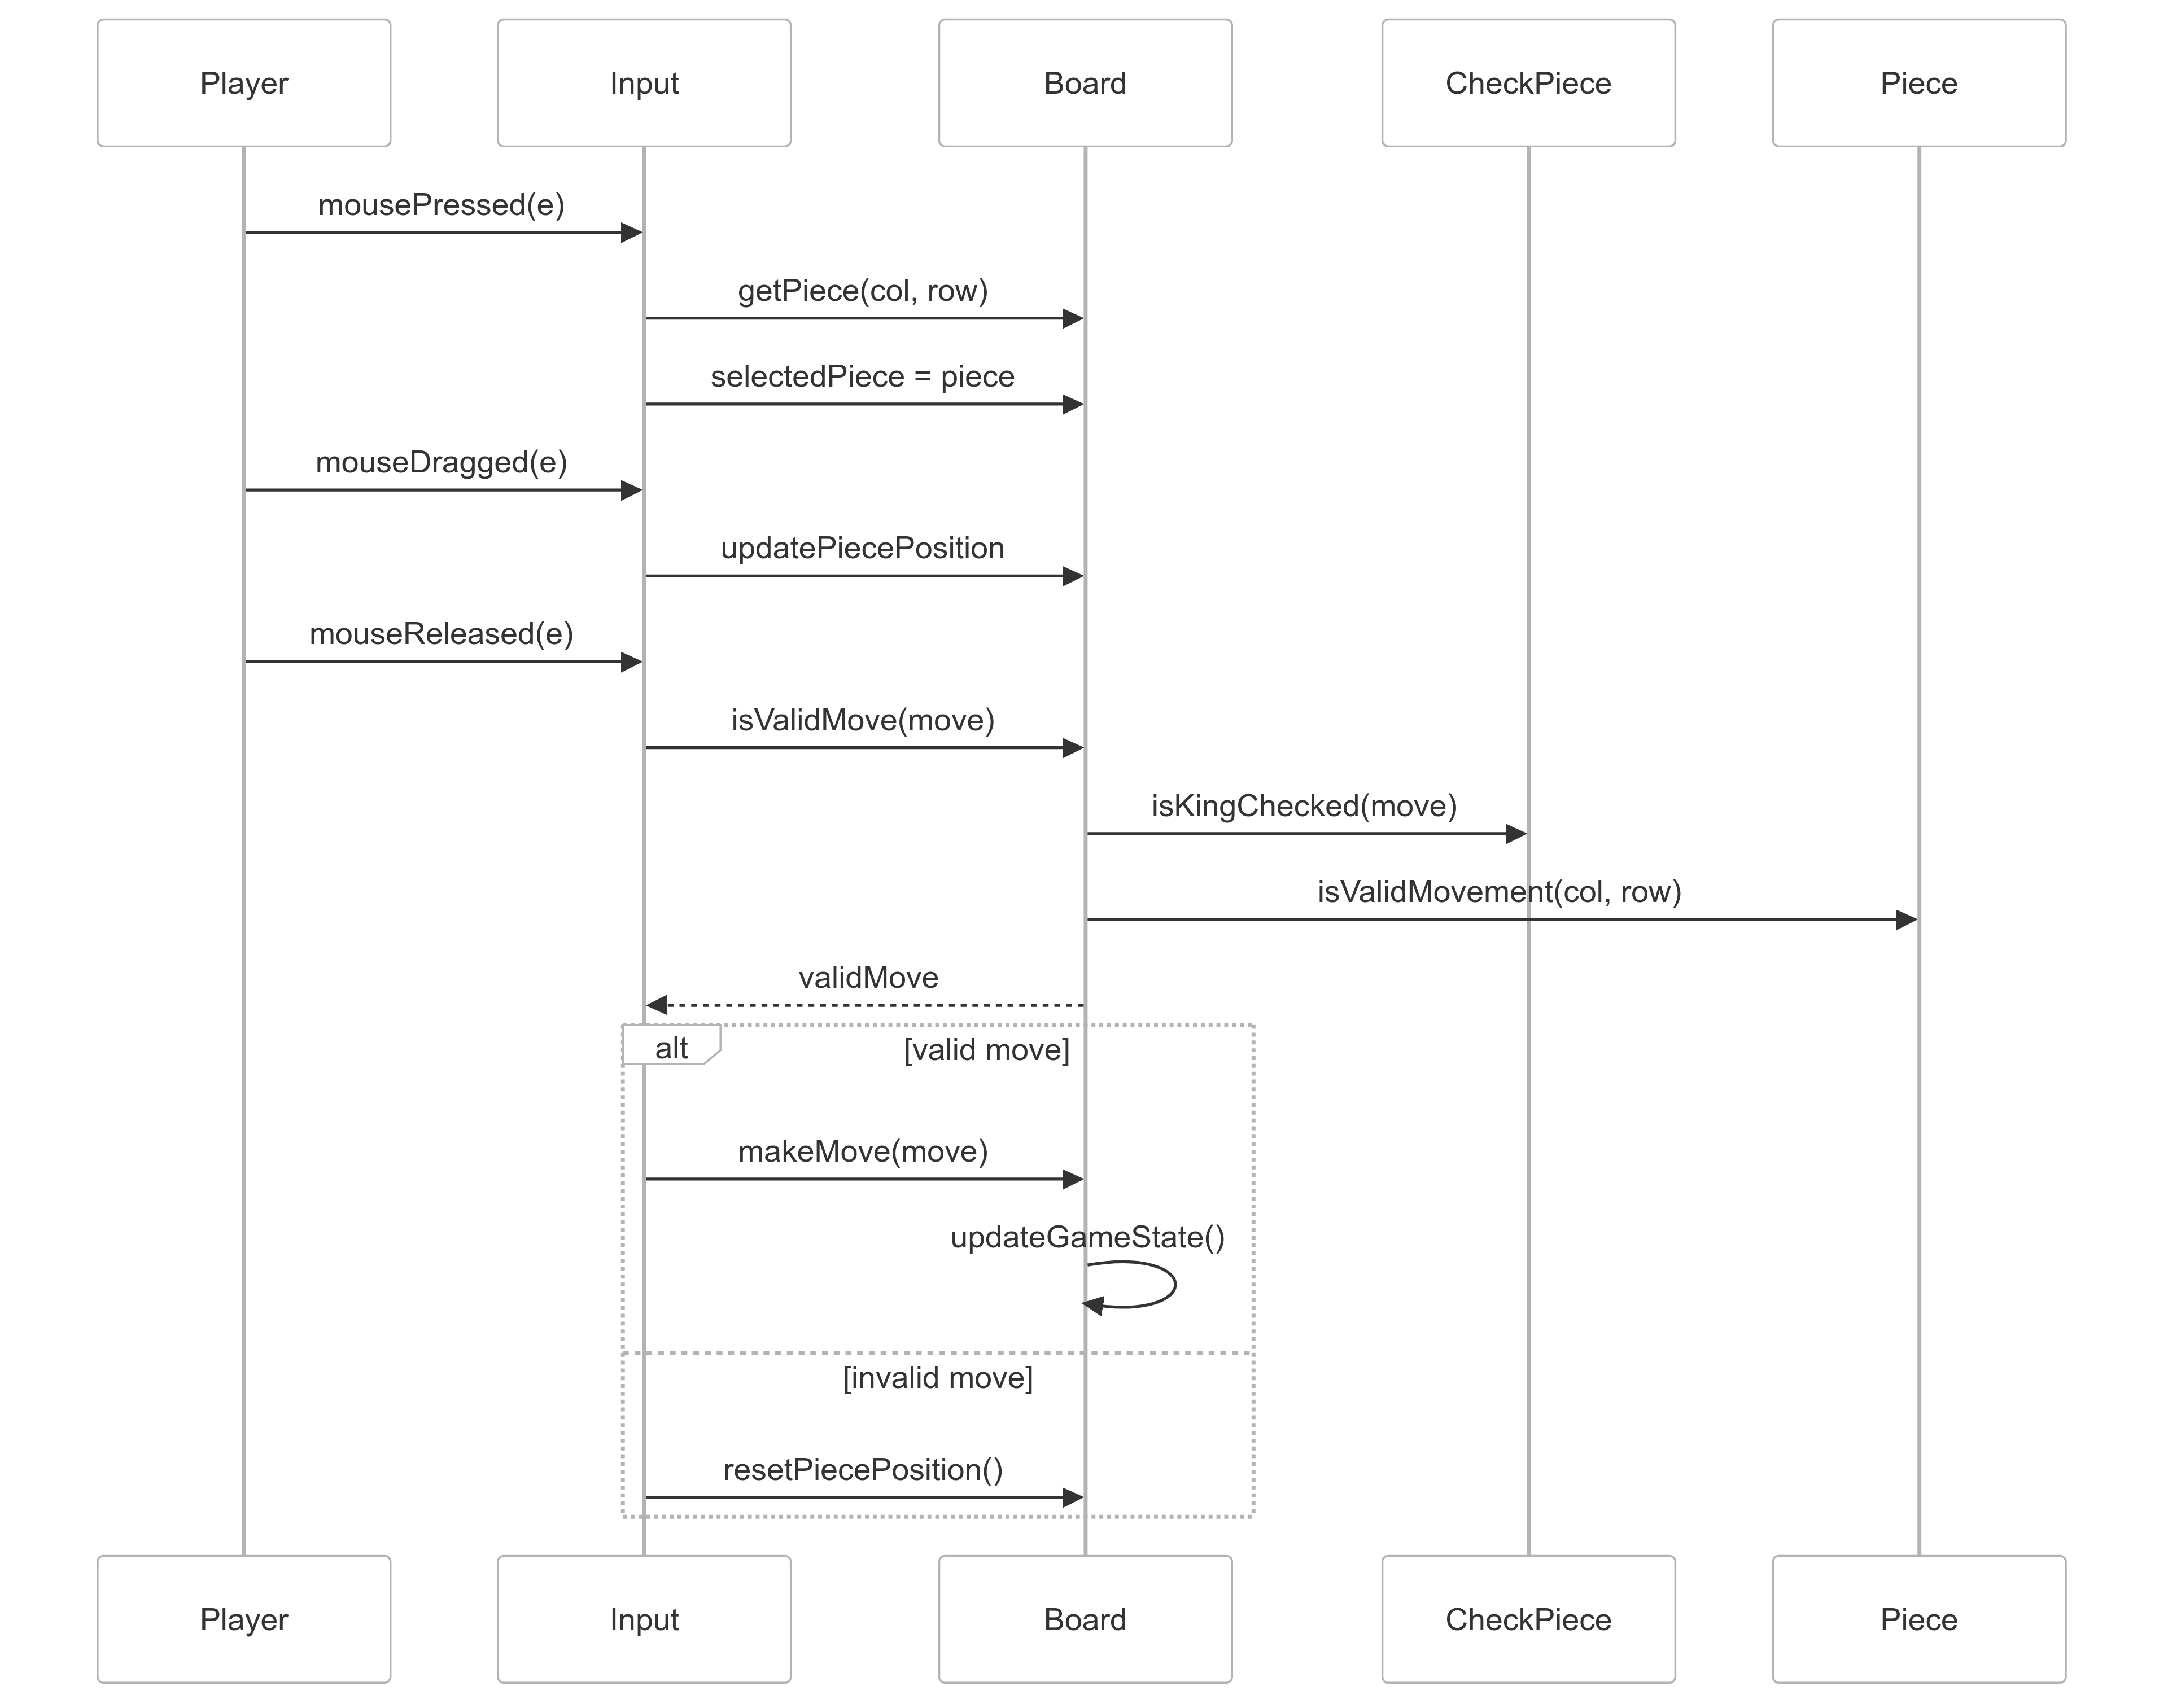 Player
Input
Board
CheckPiece
Piece
mousePressed(e)
getPiece(col, row)
selectedPiece = piece
mouseDragged(e)
updatePiecePosition
mouseReleased(e)
isValidMove(move)
isKingChecked(move)
isValidMovement(col, row)
validMove
alt
[valid move]
makeMove(move)
updateGameState()
[invalid move]
resetPiecePosition()
Player
Input
Board
CheckPiece
Piece